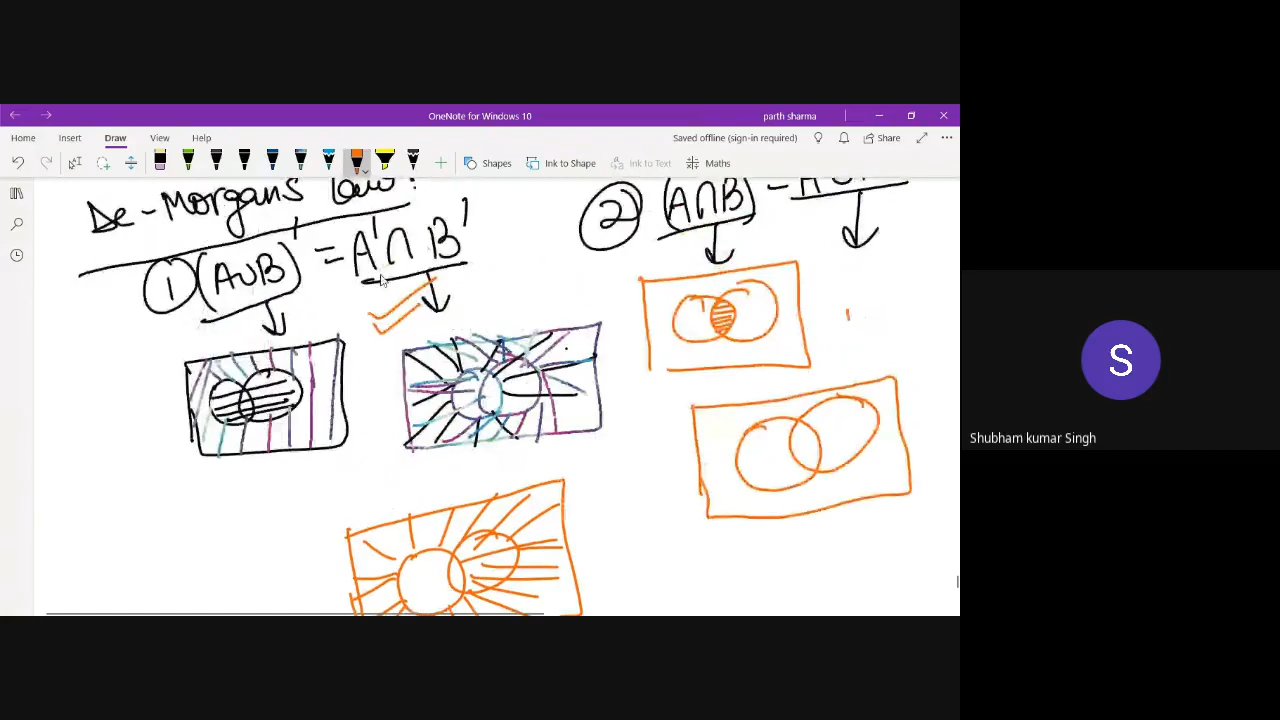 OneNote for Windows 10
parth sharma
Home Insert Draw View Help
Saved offline (sign-in required)
Share
Shapes
Ink to Shape
Ink to Text
Maths
De-Morgans law:
① (A∪B)' = A'∩B'
② (A∩B) =
S
Shubham kumar Singh